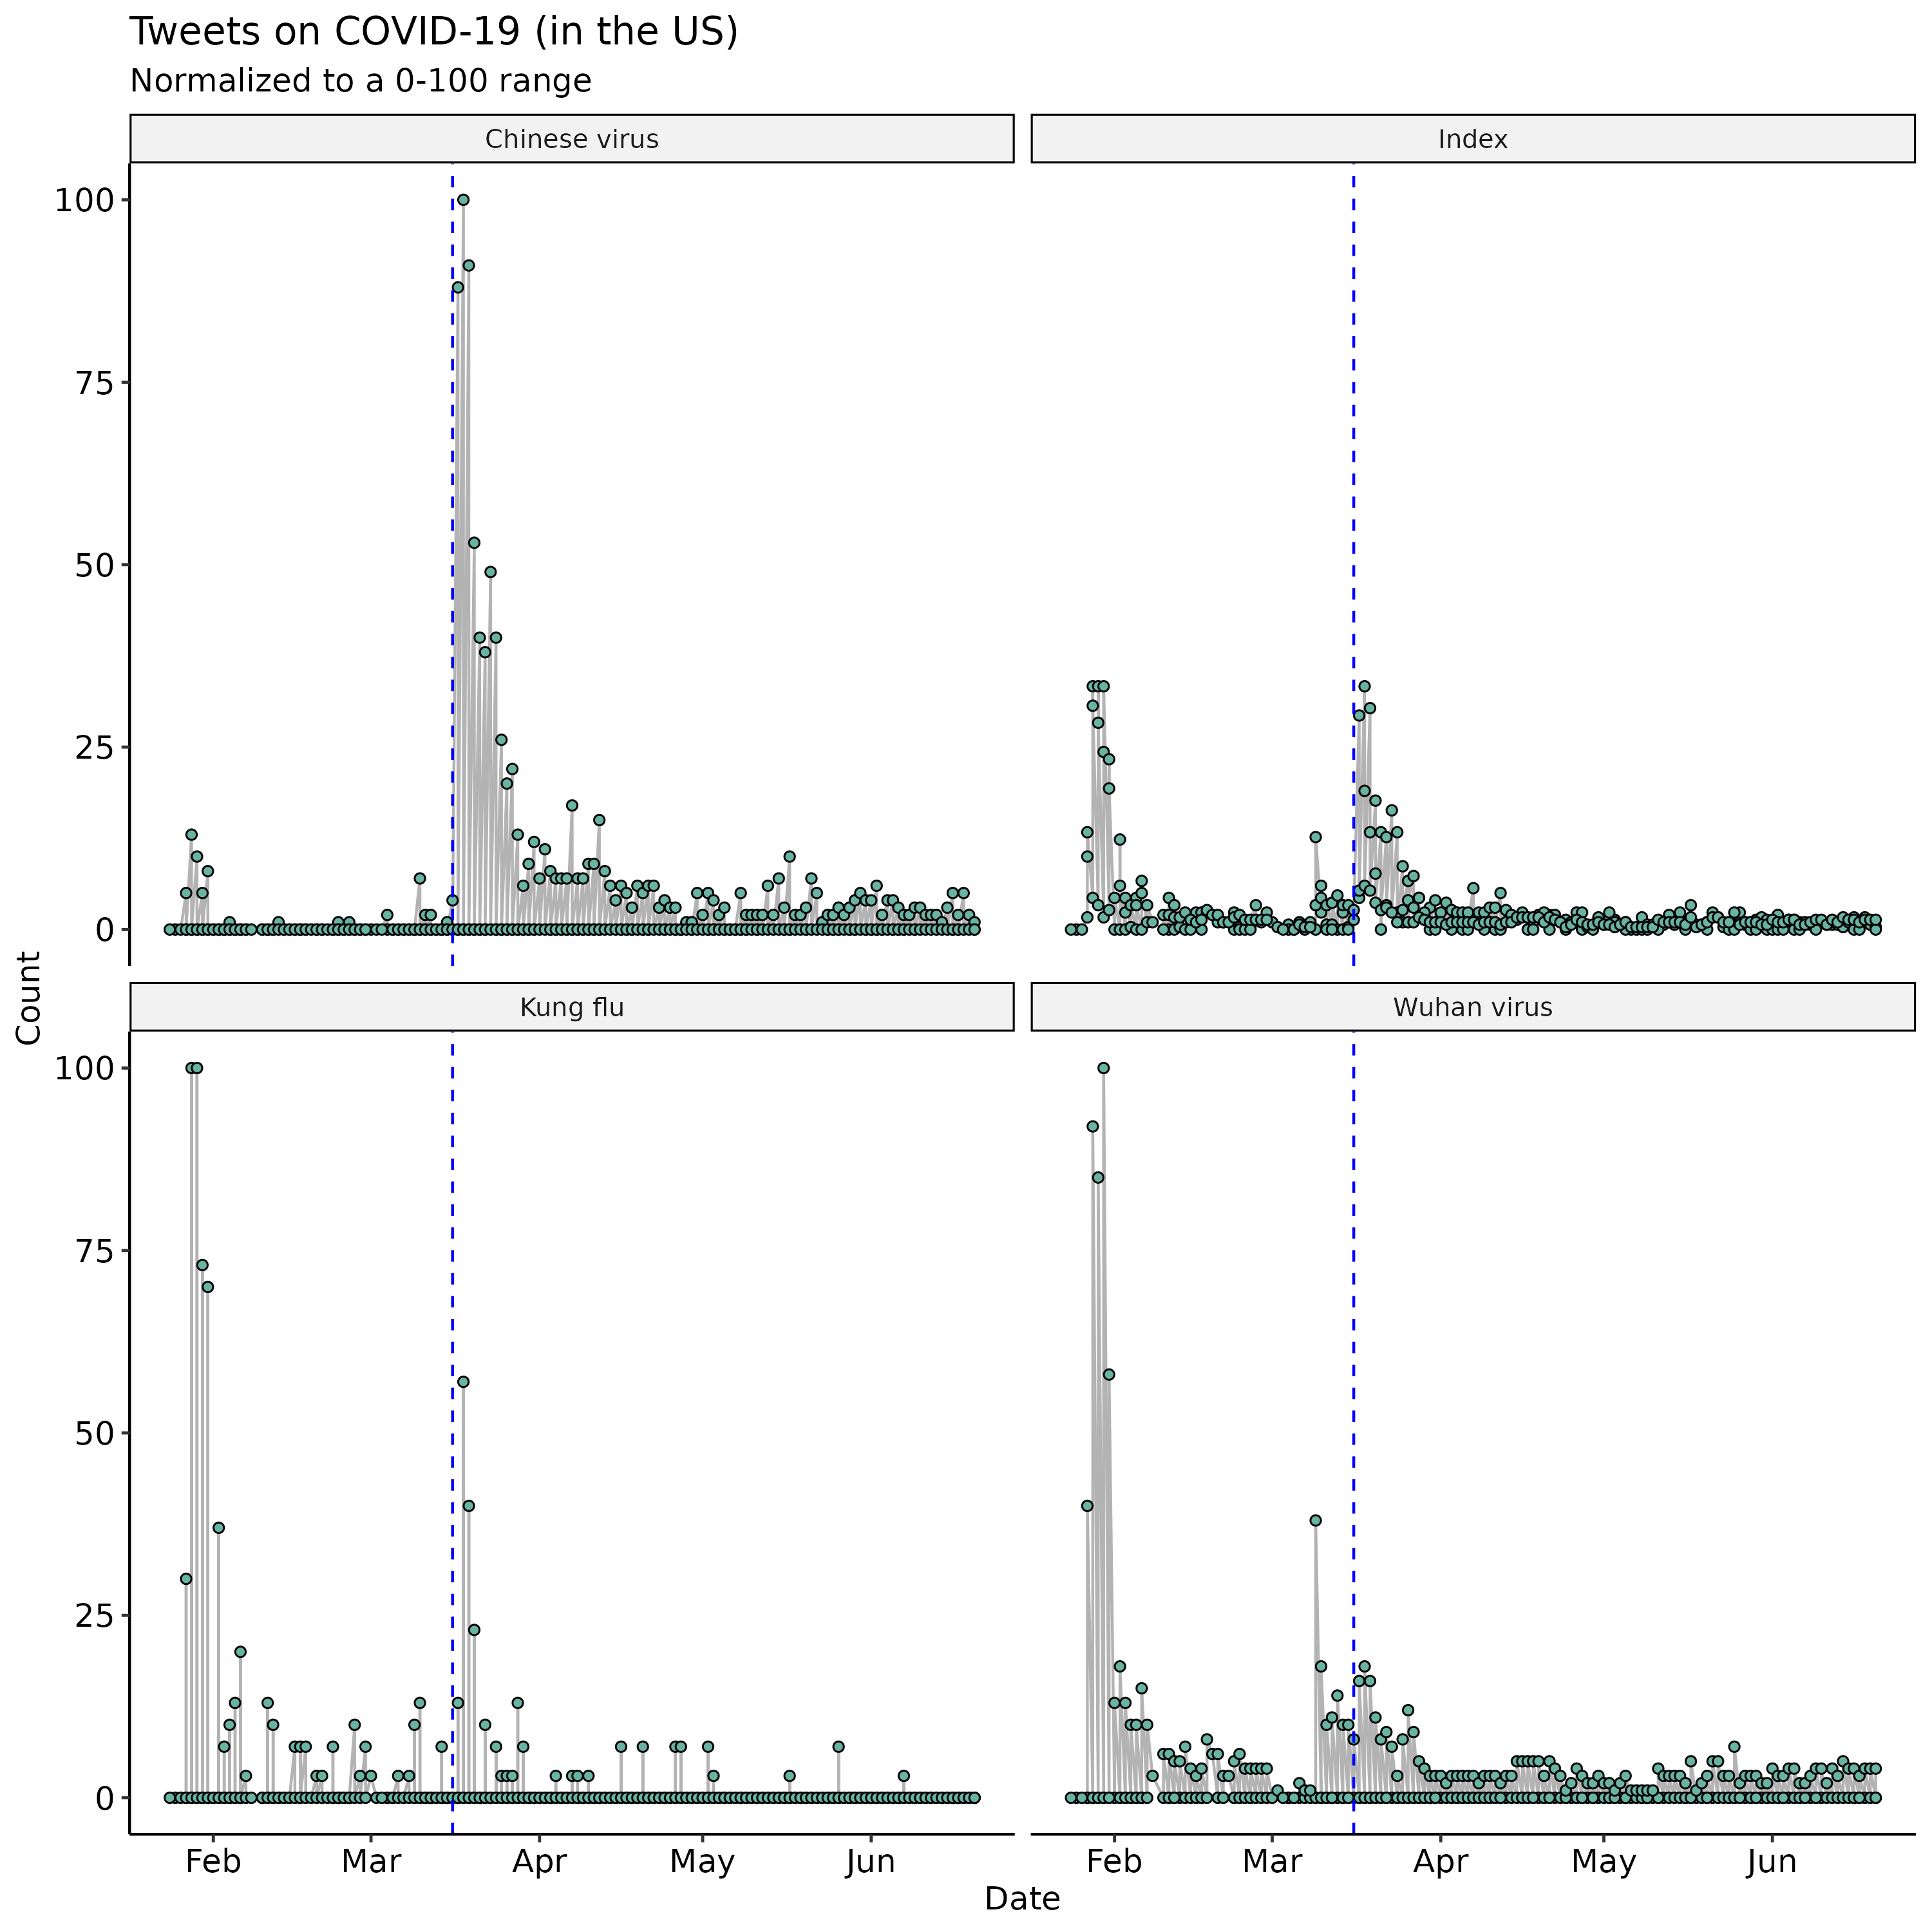 Tweets on COVID-19 (in the US)
Normalized to a 0-100 range
Chinese virus
Index
100
75
50
25
0
Count
Kung flu
Wuhan virus
100
75
50
25
0
Feb Mar Apr May Jun
Feb Mar Apr May Jun
Date